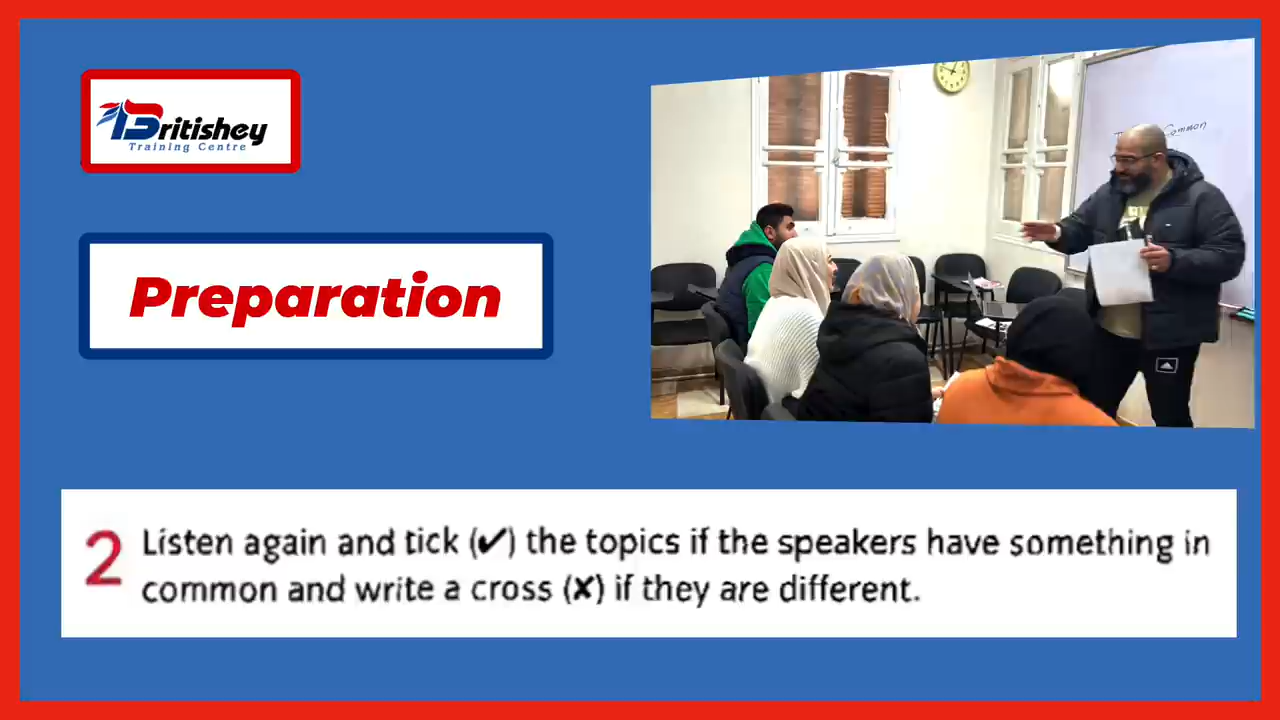 Britishey
Training Centre
Common
Preparation
2 Listen again and tick (✔) the topics if the speakers have something in
common and write a cross (✘) if they are different.